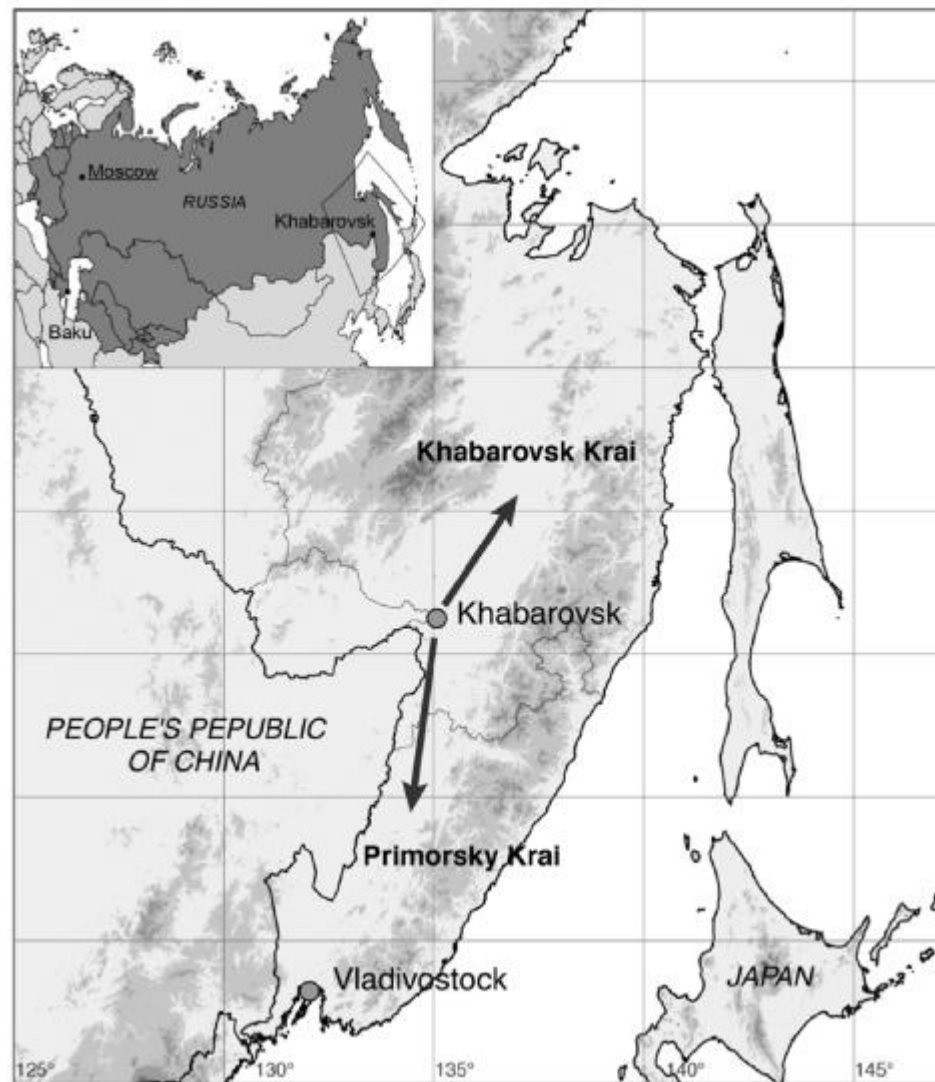 Moscow
RUSSIA
Khabarovsk
Baku
Khabarovsk Krai
Khabarovsk
PEOPLE'S PEPUBLIC
OF CHINA
Primorsky Krai
Vladivostock
JAPAN
125° 130° 135° 140° 145°